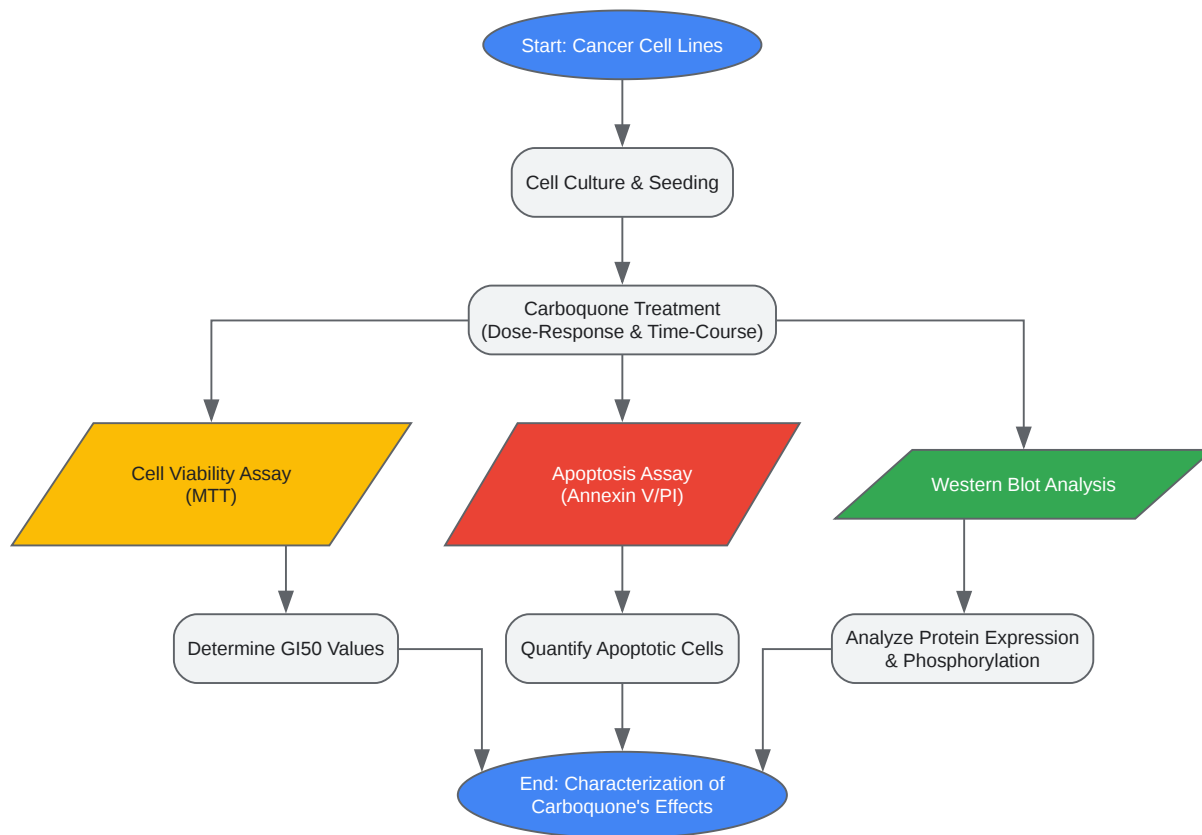 Start: Cancer Cell Lines
Cell Culture & Seeding
Carboquone Treatment
(Dose-Response & Time-Course)
Cell Viability Assay
(MTT)
Apoptosis Assay
(Annexin V/PI)
Western Blot Analysis
Determine GI50 Values
Quantify Apoptotic Cells
Analyze Protein Expression
& Phosphorylation
End: Characterization of
Carboquone's Effects